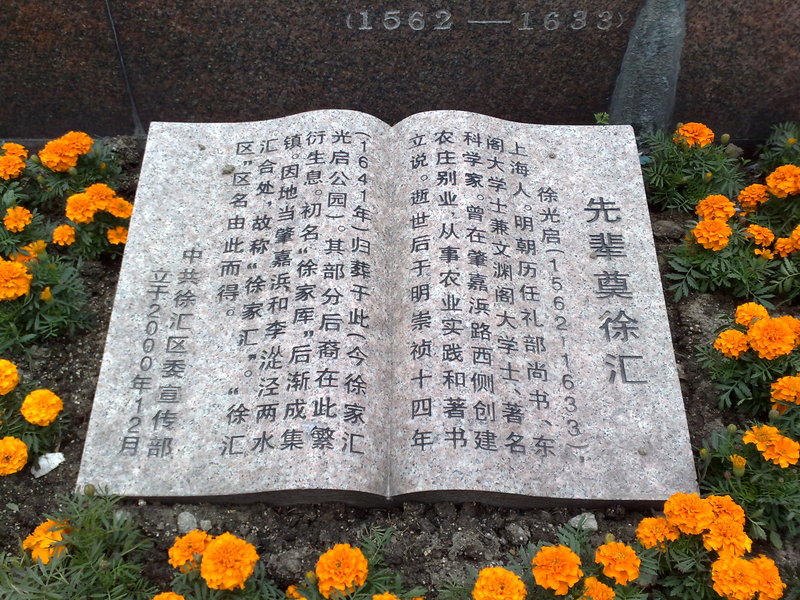 (1562—1633)
先辈奠徐汇
徐光启(1562-1633),
上海人。明朝历任礼部尚书、东
阁大学士兼文渊阁大学士、著名
科学家。曾在肇嘉浜路西侧创建
农庄别业,从事农业实践和著书
立说。逝世后于明崇祯十四年
(1641年)归葬于此(今徐家汇
光启公园)。其部分后裔在此繁
衍生息。初名“徐家厍”后渐成集
镇。因地当肇嘉浜和李漎泾两水
汇合处,故称“徐家汇”。“徐汇
区”区名由此而得。
中共徐汇区委宣传部
立于2000年12月